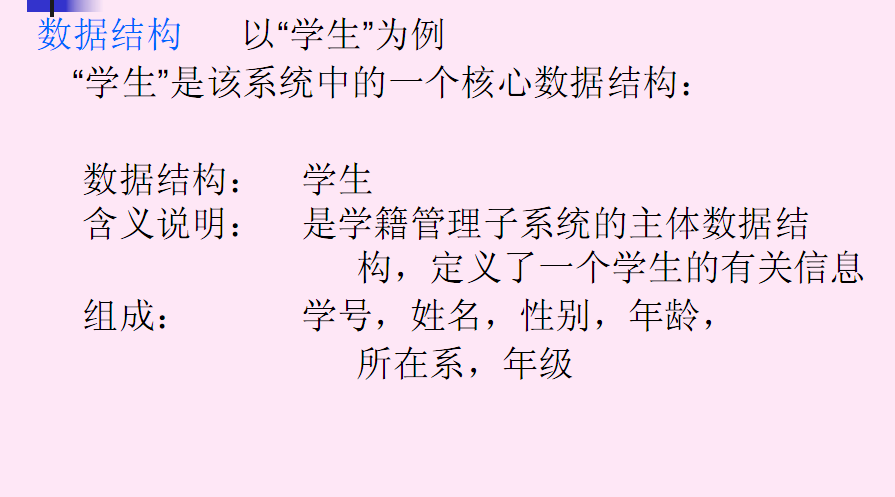 数据结构 以“学生”为例
“学生”是该系统中的一个核心数据结构：
数据结构： 学生
含义说明： 是学籍管理子系统的主体数据结
构，定义了一个学生的有关信息
组成： 学号，姓名，性别，年龄，
所在系，年级